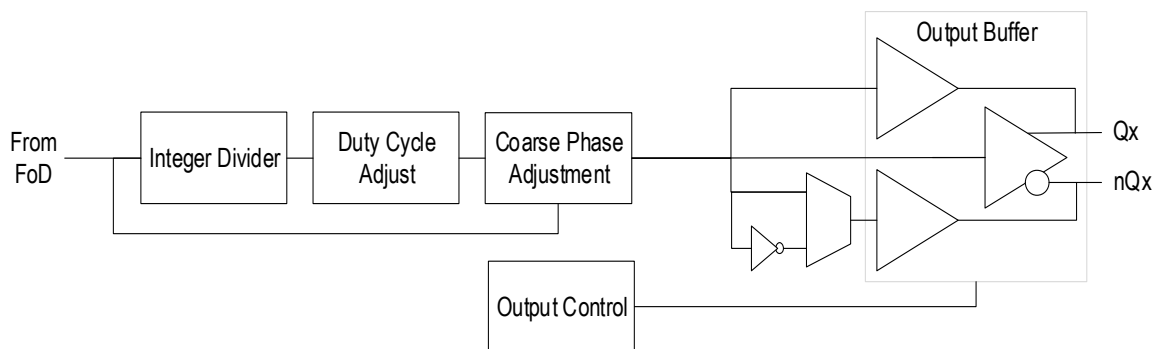 Output Buffer
From
FoD
Integer Divider
Duty Cycle
Adjust
Coarse Phase
Adjustment
Qx
nQx
Output Control